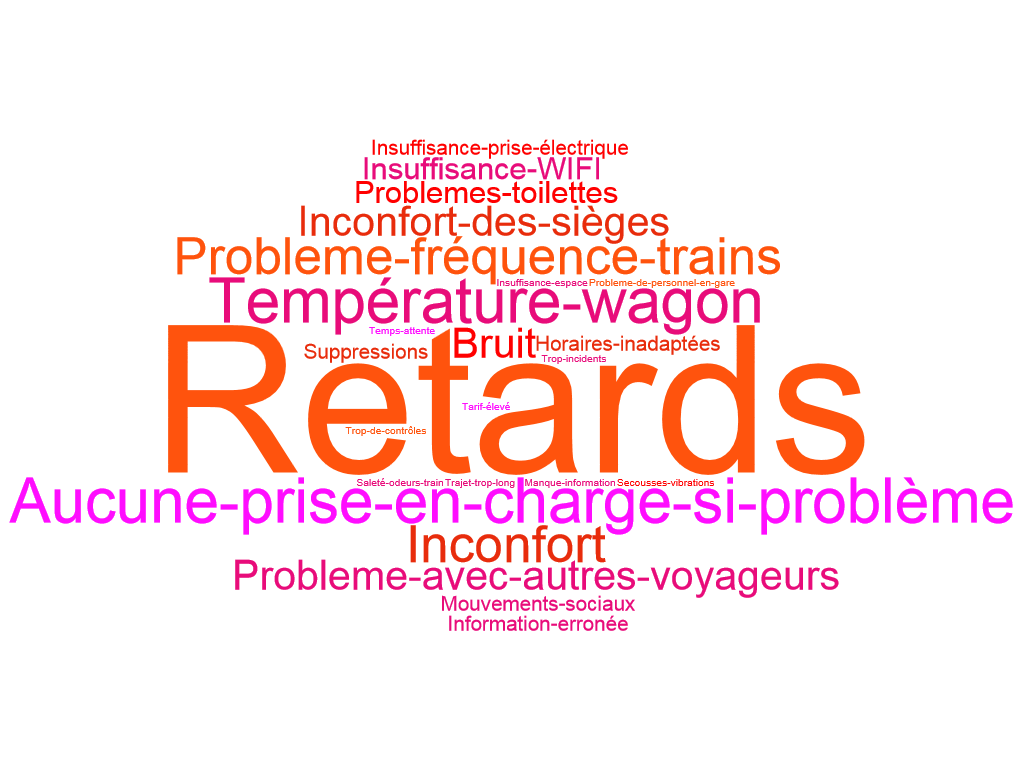 Insuffisance-prise-électrique
Insuffisance-WIFI
Problemes-toilettes
Inconfort-des-sièges
Probleme-fréquence-trains
Insuffisance-espace Probleme-de-personnel-en-gare
Température-wagon
Temps-attente
Suppressions Bruit Horaires-inadaptées
Trop-incidents
Retards
Tarif-élevé
Trop-de-contrôles
Saleté-odeurs-train Trajet-trop-long Manque-information Secousses-vibrations
Aucune-prise-en-charge-si-problème
Inconfort
Probleme-avec-autres-voyageurs
Mouvements-sociaux
Information-erronée